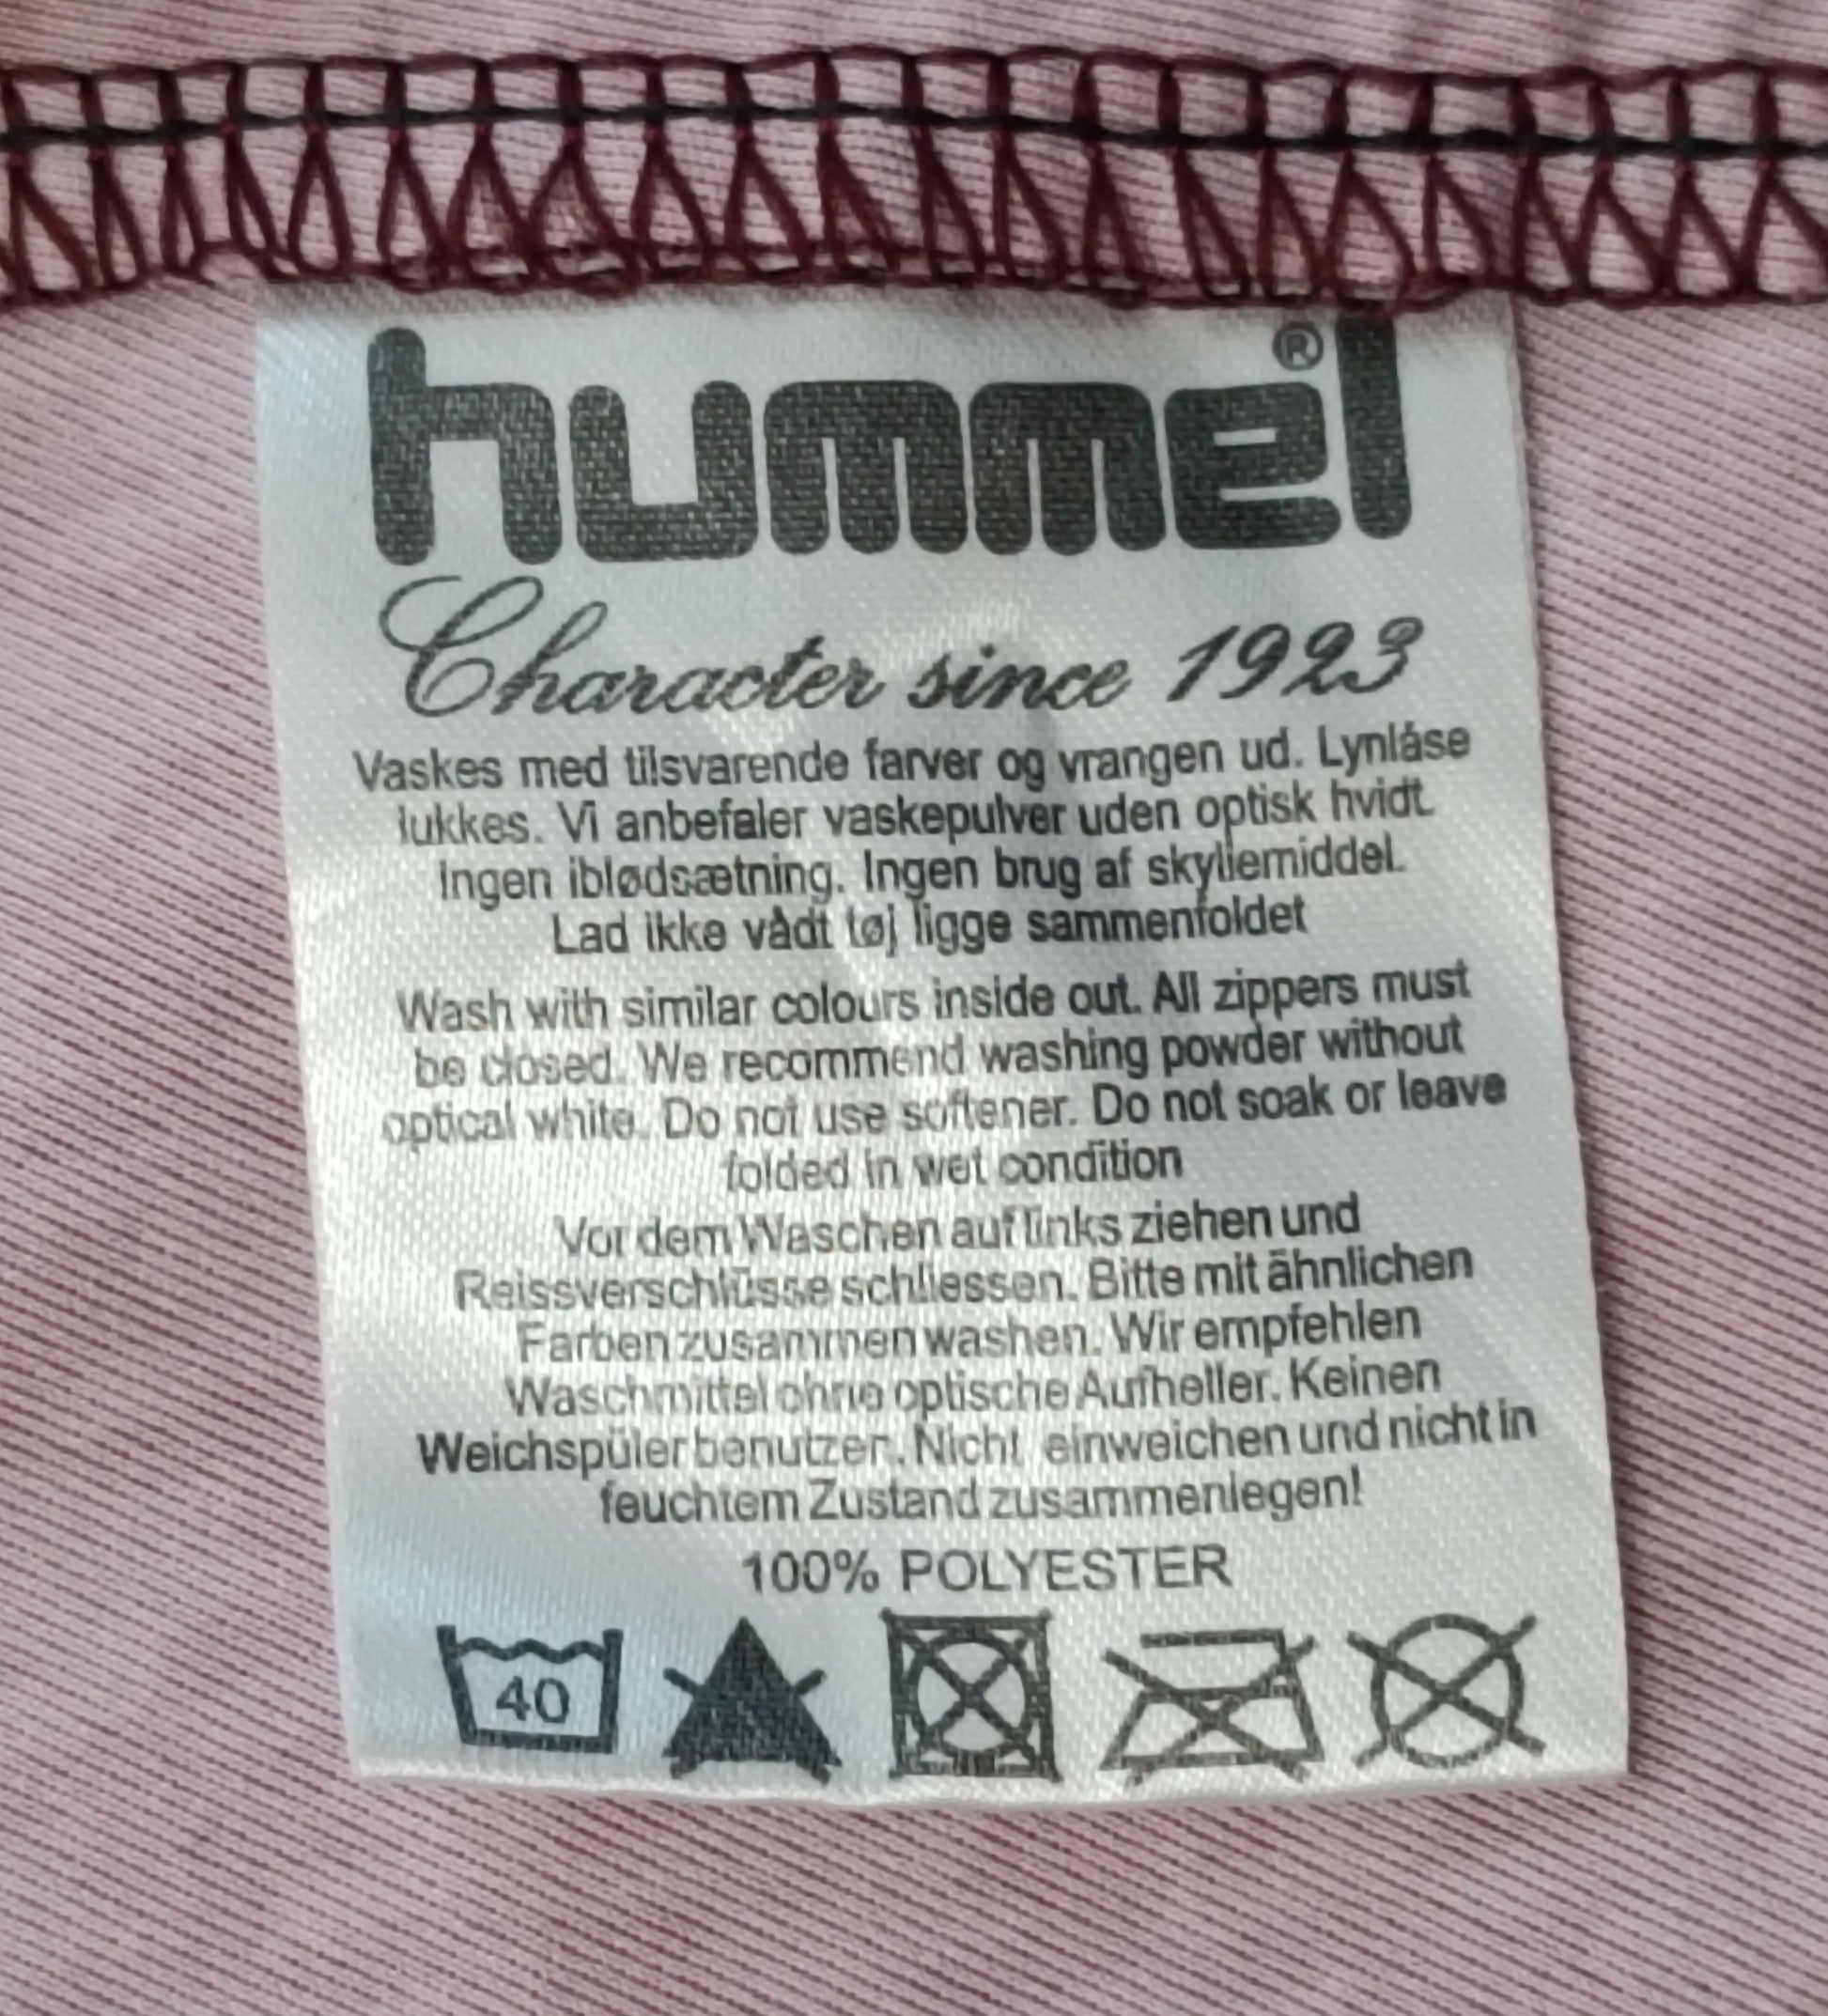 hummel®
Character since 1923
Vaskes med tilsvarende farver og vrangen ud. Lynlåse
lukkes. Vi anbefaler vaskepulver uden optisk hvidt.
Ingen iblødsætning. Ingen brug af skyllemiddel.
Lad ikke vådt tøj ligge sammenfoldet
Wash with similar colours inside out. All zippers must
be closed. We recommend washing powder without
optical white. Do not use softener. Do not soak or leave
folded in wet condition
Vor dem Waschen auf links ziehen und
Reissverschlüsse schliessen. Bitte mit ähnlichen
Farben zusammen washen. Wir empfehlen
Waschmittel ohne optische Aufheller. Keinen
Weichspüler benutzen. Nicht einweichen und nicht in
feuchtem Zustand zusammenlegen!
100% POLYESTER
40